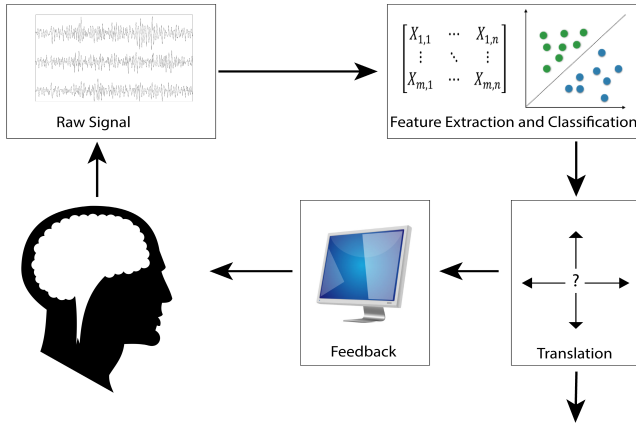 X1,1 ⋯ X1,n
⋮ ⋱ ⋮
Xm,1 ⋯ Xm,n
Raw Signal
Feature Extraction and Classification
?
Feedback
Translation